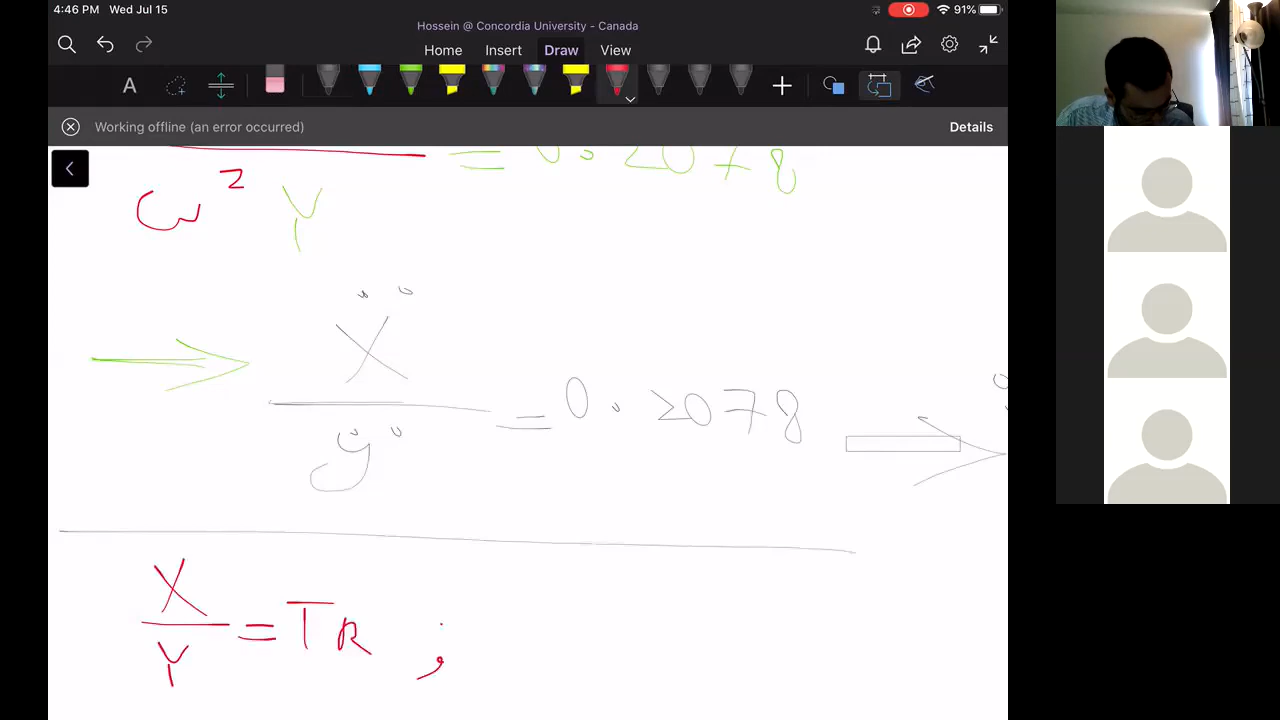 4:46 PM Wed Jul 15
91%
Hossein @ Concordia University - Canada
Home Insert Draw View
A
Working offline (an error occurred)
Details
ω² Y = 0.2078
Ẍ / ÿ = 0.2078
X / Y = TR ;